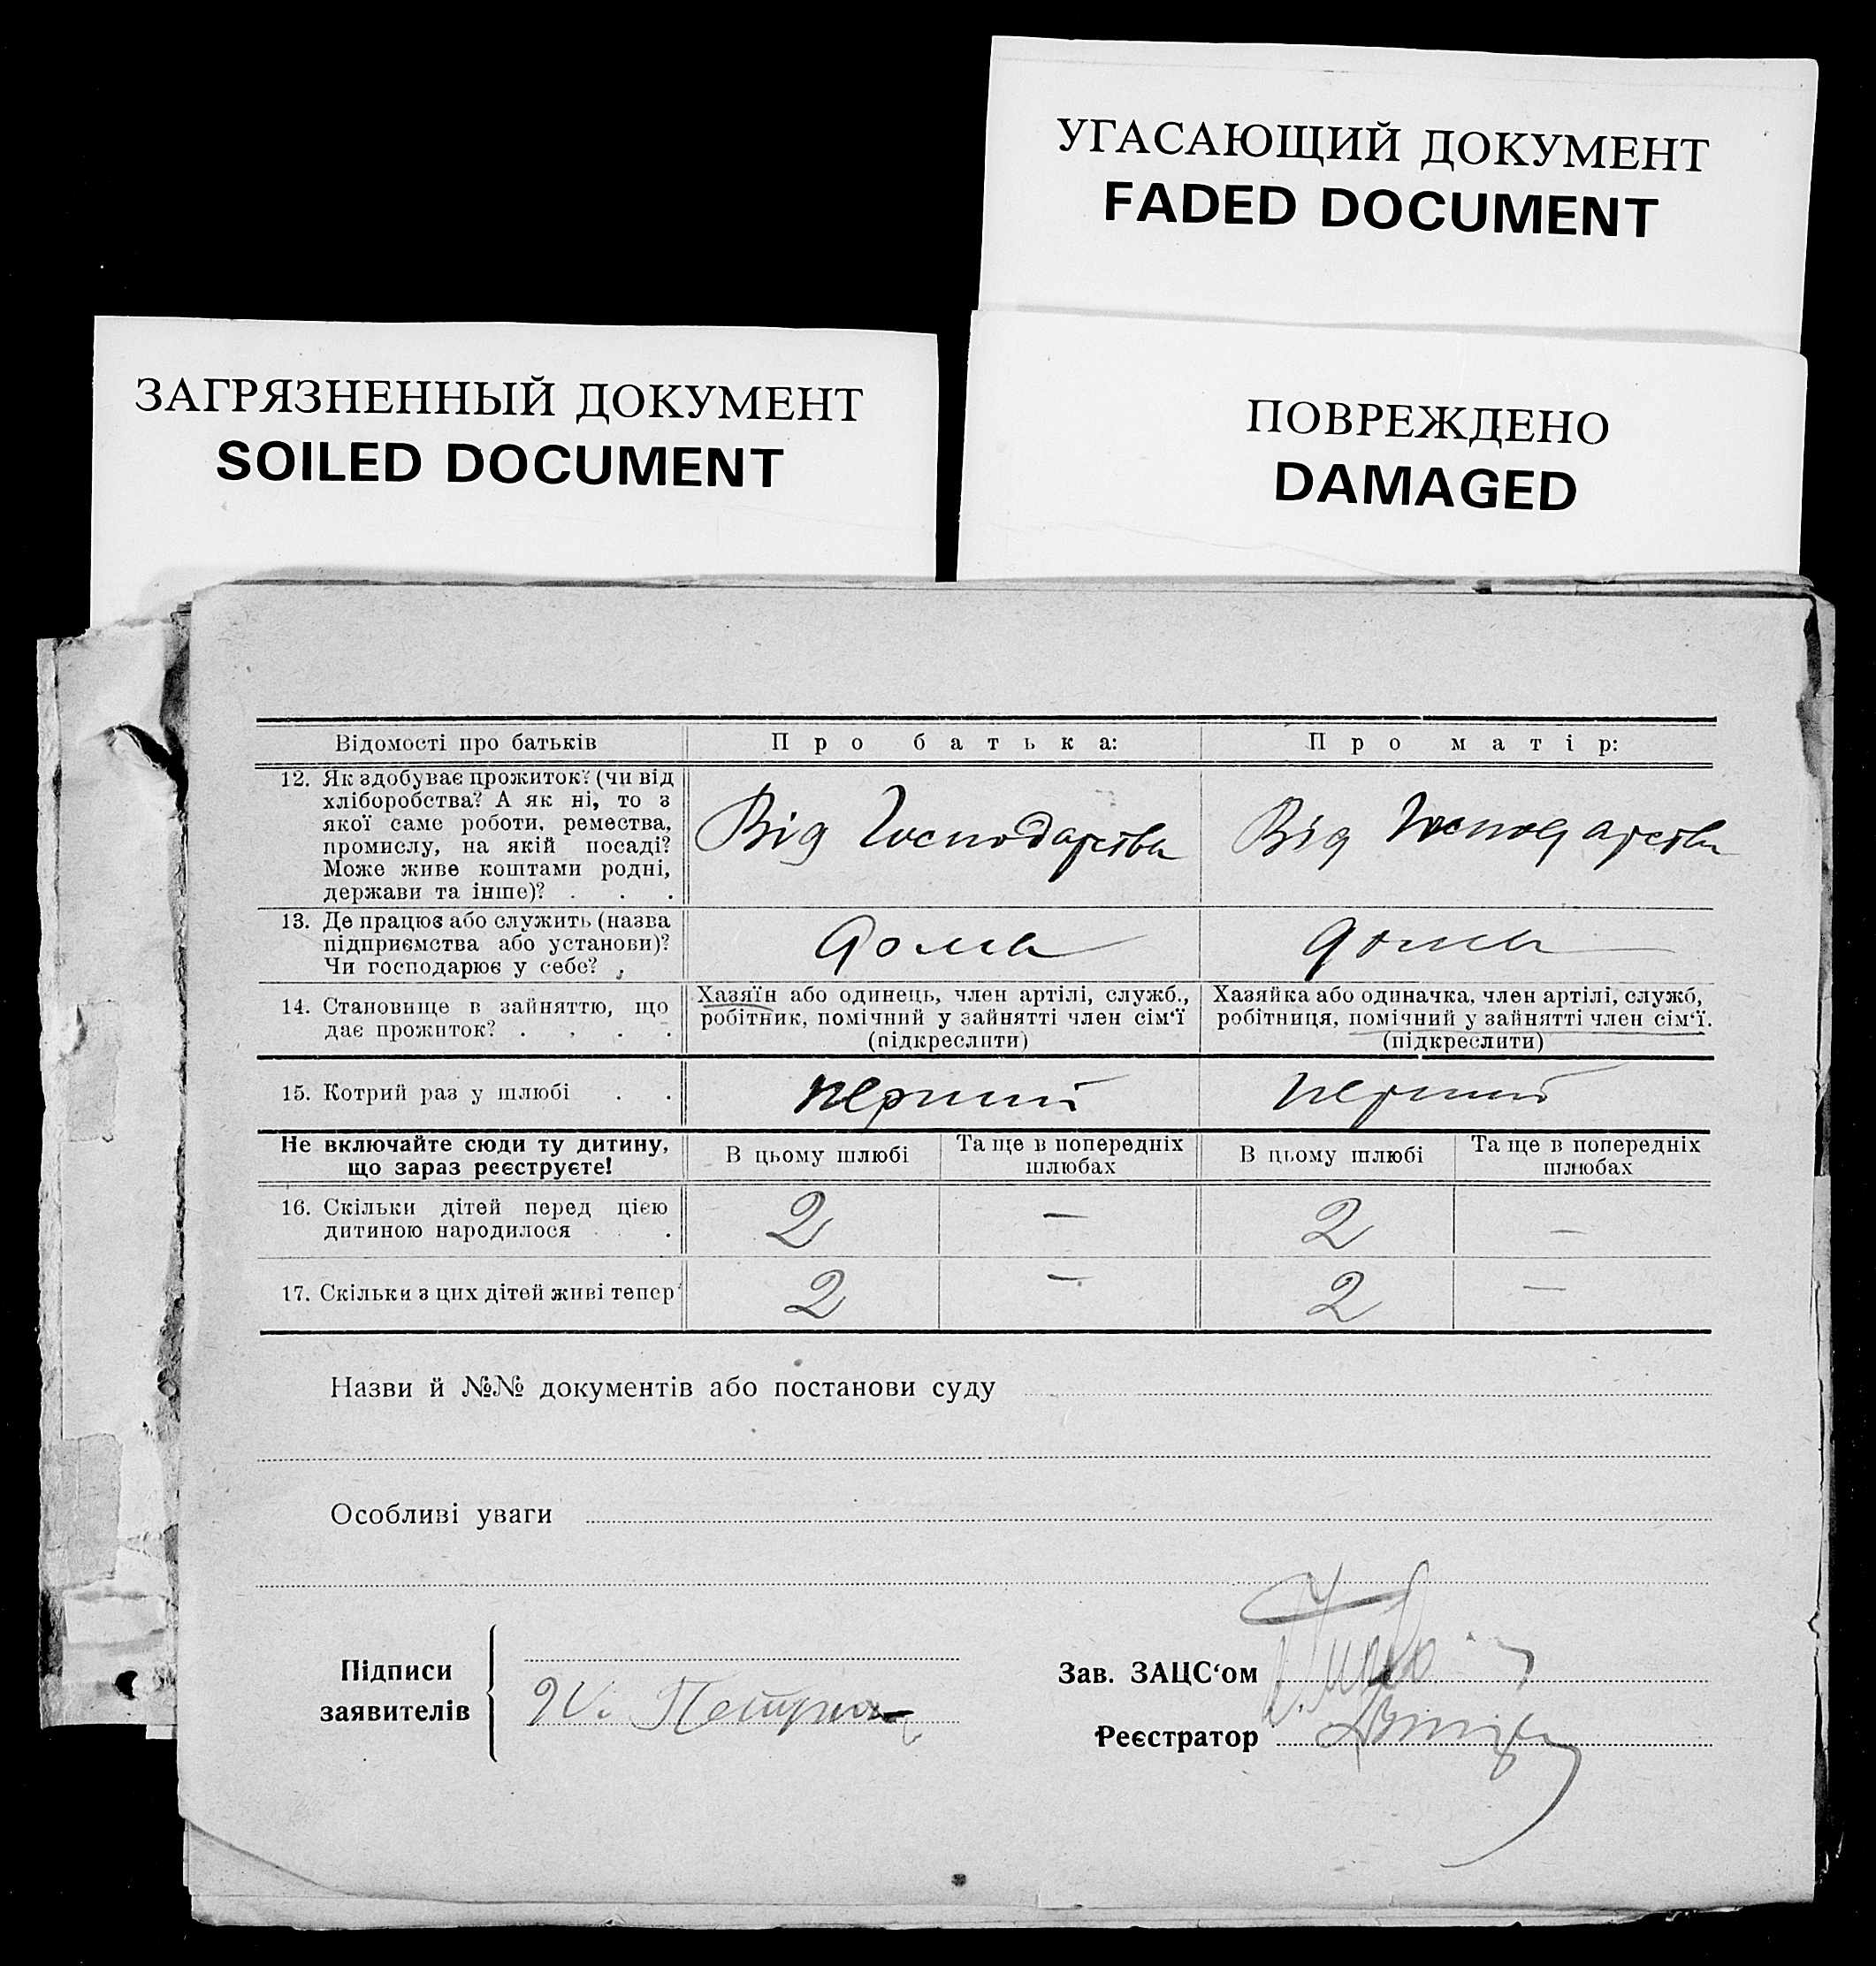 УГАСАЮЩИЙ ДОКУМЕНТ
FADED DOCUMENT
ЗАГРЯЗНЕННЫЙ ДОКУМЕНТ
SOILED DOCUMENT
ПОВРЕЖДЕНО
DAMAGED
Відомості про батьків
Про батька:
Про матір:
12. Як здобуває прожиток? (чи від
хліборобства? А як ні, то з
якої саме роботи, ремества,
промислу, на якій посаді?
Може живе коштами родні,
держави та інше)? . . .
Від Господарства
Від Господарства
13. Де працює або служить (назва
підприємства або установи)?
Чи господарює у себе? .
дома
дома
14. Становище в зайняттю, що
дає прожиток? . . . .
Хазяїн або одинець, член артілі, служб.,
робітник, помічний у зайнятті член сім‘ї
(підкреслити)
Хазяйка або одиначка, член артілі, служб,
робітниця, помічний у зайнятті член сім‘ї.
(підкреслити)
15. Котрий раз у шлюбі . .
перший
перший
Не включайте сюди ту дитину,
що зараз реєструєте!
В цьому шлюбі
Та ще в попередніх
шлюбах
В цьому шлюбі
Та ще в попередніх
шлюбах
16. Скільки дітей перед цією
дитиною народилося .
2
—
2
—
17. Скільки з цих дітей живі тепер
2
—
2
—
Назви й №№ документів або постанови суду
Особливі уваги
Підписи
заявителів
Зав. ЗАЦС‘ом
Реєстратор